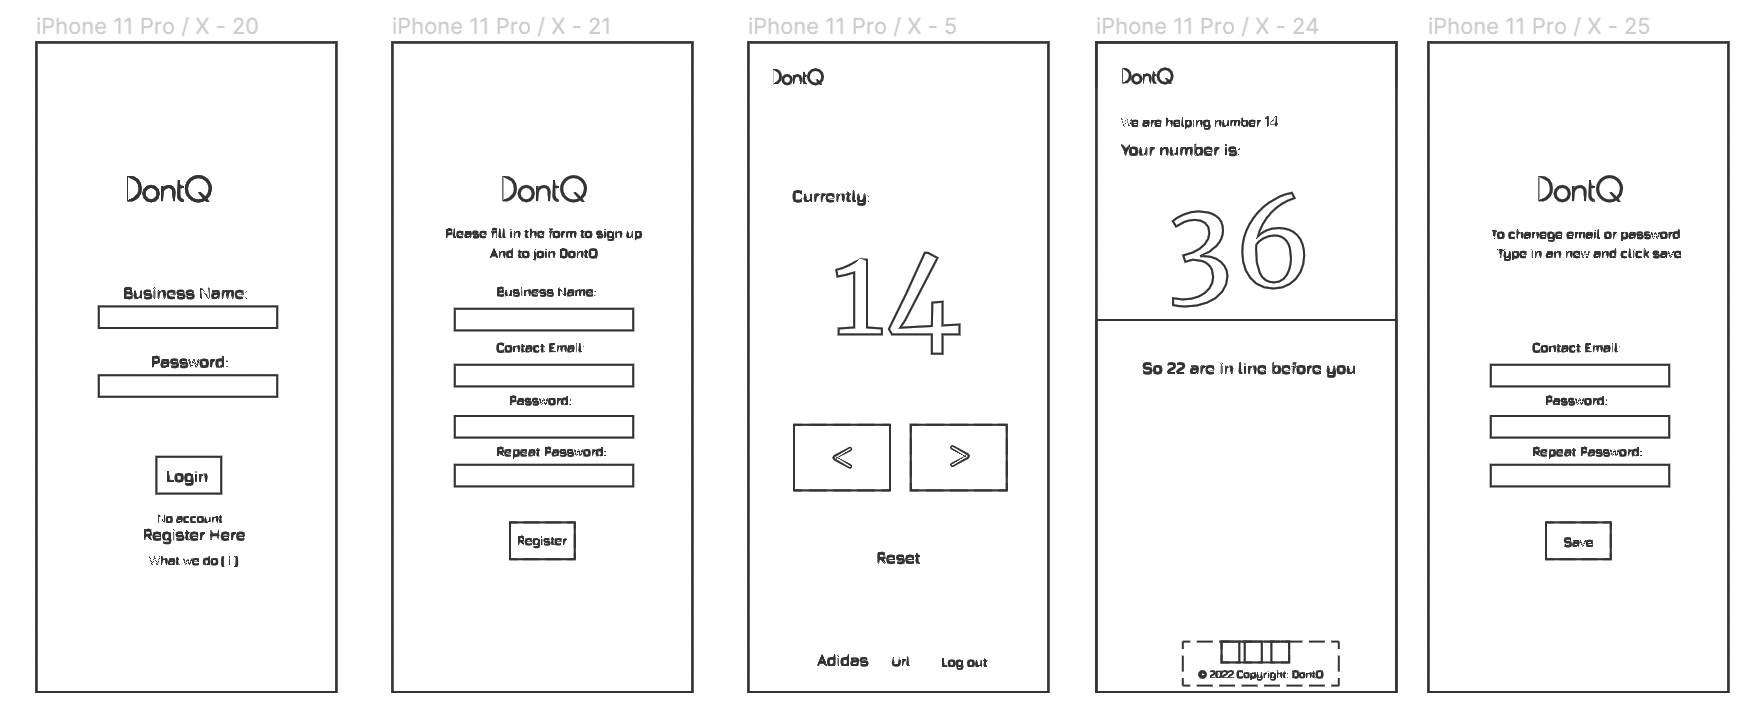 iPhone 11 Pro / X - 20
DontQ
Business Name:
Password:
Login
No account
Register Here
What we do ( i )
iPhone 11 Pro / X - 21
DontQ
Please fill in the form to sign up
And to join DontQ
Business Name:
Contact Email:
Password:
Repeat Password:
Register
iPhone 11 Pro / X - 5
DontQ
Currently:
14
<
>
Reset
Adidas Url Log out
iPhone 11 Pro / X - 24
DontQ
We are helping number 14
Your number is:
36
So 22 are in line before you
© 2022 Copyright: DontQ
iPhone 11 Pro / X - 25
DontQ
To chanege email or password
Type in an new and click save
Contact Email:
Password:
Repeat Password:
Save